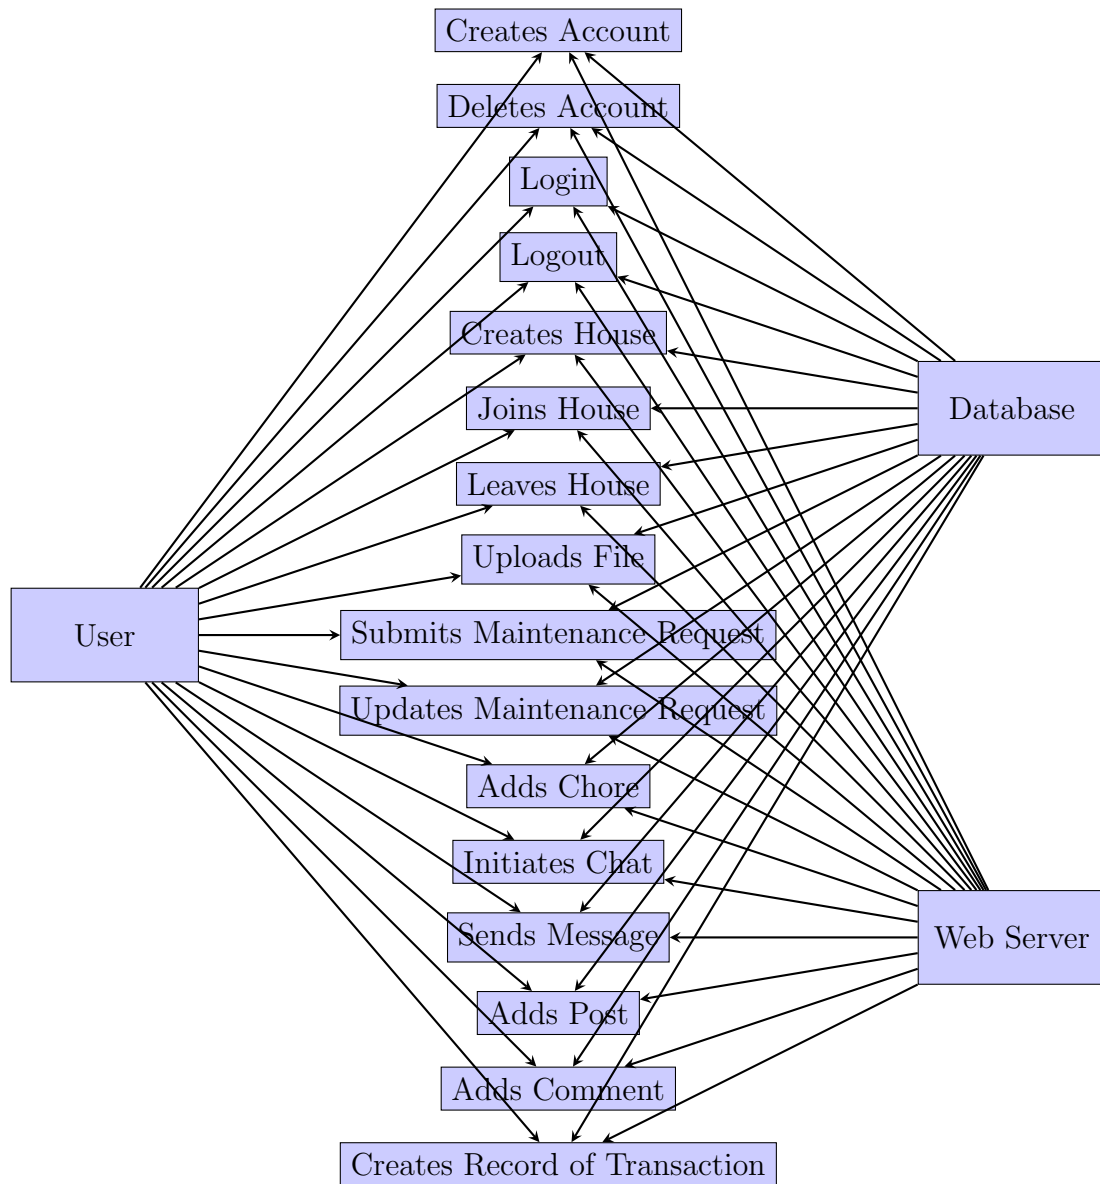 Creates Account
Deletes Account
Login
Logout
Creates House
Joins House
Database
Leaves House
Uploads File
User
Submits Maintenance Request
Updates Maintenance Request
Adds Chore
Initiates Chat
Sends Message
Web Server
Adds Post
Adds Comment
Creates Record of Transaction